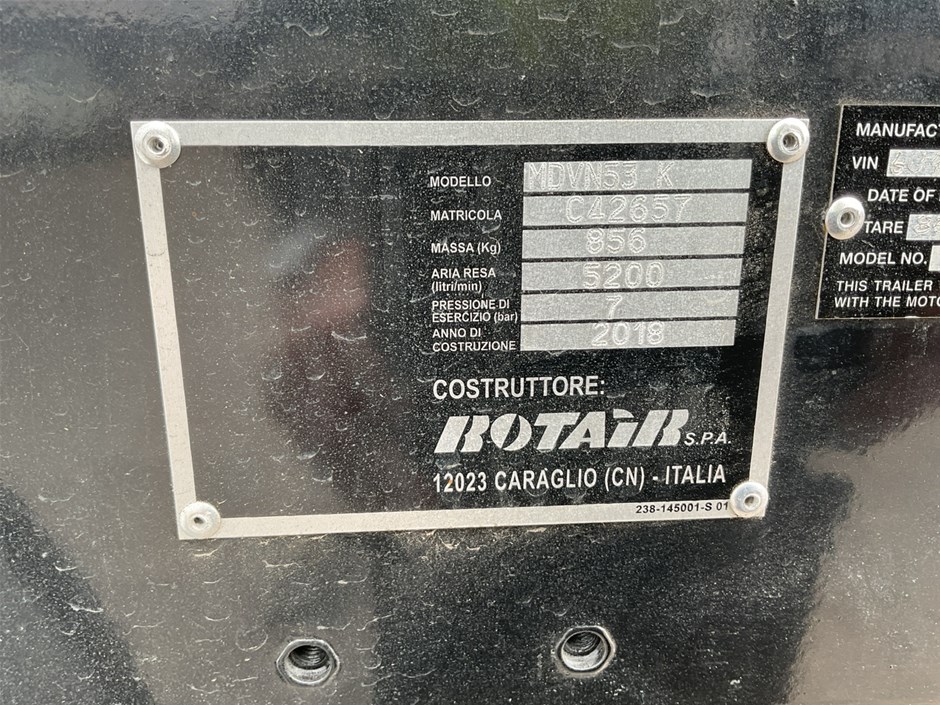 MODELLO MDVN53 K
MATRICOLA C42657
MASSA (Kg) 856
ARIA RESA
(litri/min) 5200
PRESSIONE DI
ESERCIZIO (bar) 7
ANNO DI
COSTRUZIONE 2018
COSTRUTTORE:
ROTAIR S.P.A.
12023 CARAGLIO (CN) - ITALIA
238-145001-S 01
VIN
DATE OF
TARE
MODEL NO.
THIS TRAILER
WITH THE